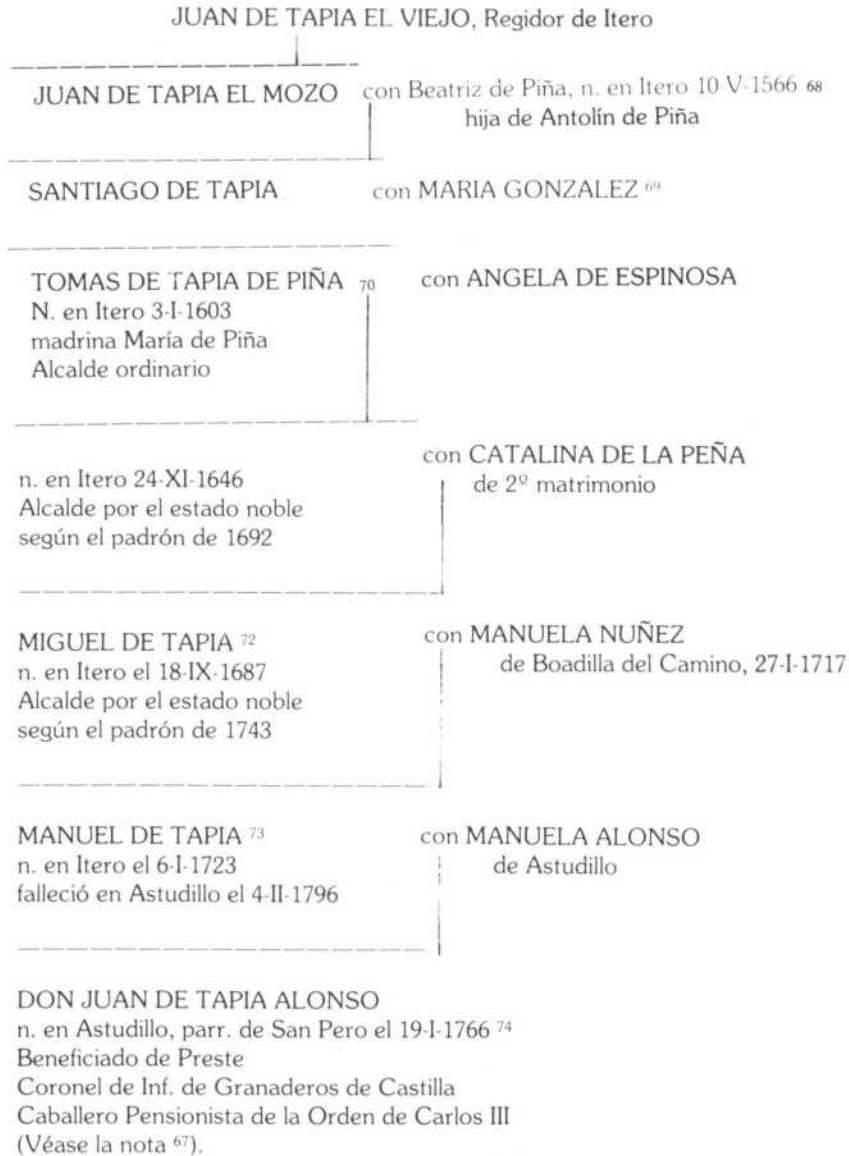 JUAN DE TAPIA EL VIEJO, Regidor de Itero
JUAN DE TAPIA EL MOZO con Beatriz de Piña, n. en Itero 10-V-1566 68
hija de Antolín de Piña
SANTIAGO DE TAPIA con MARIA GONZALEZ 69
TOMAS DE TAPIA DE PIÑA 70 con ANGELA DE ESPINOSA
N. en Itero 3-I-1603
madrina María de Piña
Alcalde ordinario
con CATALINA DE LA PEÑA
n. en Itero 24-XI-1646 de 2º matrimonio
Alcalde por el estado noble
según el padrón de 1692
MIGUEL DE TAPIA 72 con MANUELA NUÑEZ
n. en Itero el 18-IX-1687 de Boadilla del Camino, 27-I-1717
Alcalde por el estado noble
según el padrón de 1743
MANUEL DE TAPIA 73 con MANUELA ALONSO
n. en Itero el 6-I-1723 de Astudillo
falleció en Astudillo el 4-II-1796
DON JUAN DE TAPIA ALONSO
n. en Astudillo, parr. de San Pero el 19-I-1766 74
Beneficiado de Preste
Coronel de Inf. de Granaderos de Castilla
Caballero Pensionista de la Orden de Carlos III
(Véase la nota 67).